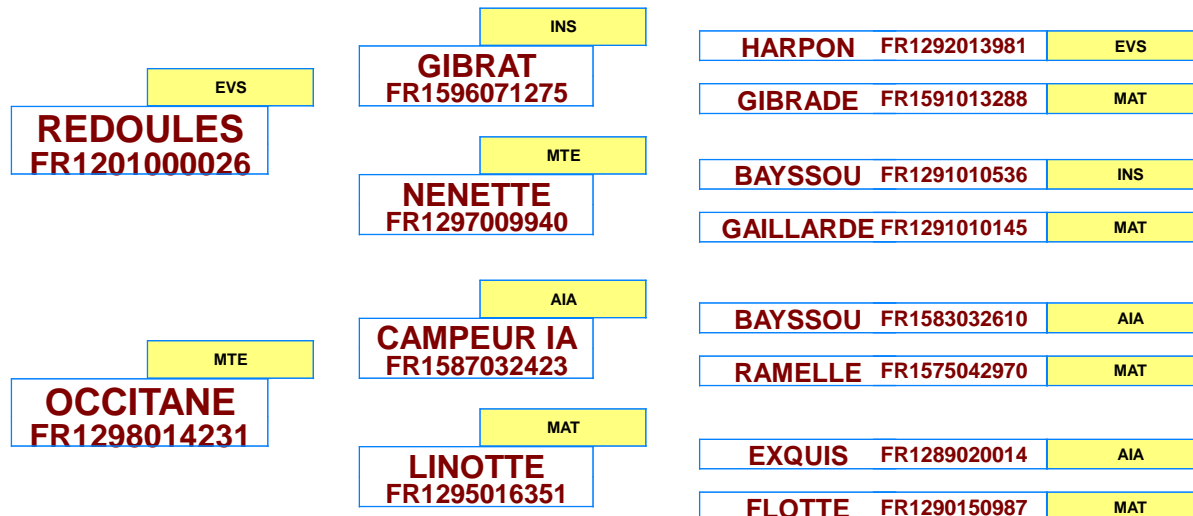 EVS
REDOULES
FR1201000026
MTE
OCCITANE
FR1298014231
INS
GIBRAT
FR1596071275
MTE
NENETTE
FR1297009940
AIA
CAMPEUR IA
FR1587032423
MAT
LINOTTE
FR1295016351
HARPON FR1292013981 EVS
GIBRADE FR1591013288 MAT
BAYSSOU FR1291010536 INS
GAILLARDE FR1291010145 MAT
BAYSSOU FR1583032610 AIA
RAMELLE FR1575042970 MAT
EXQUIS FR1289020014 AIA
FLOTTE FR1290150987 MAT